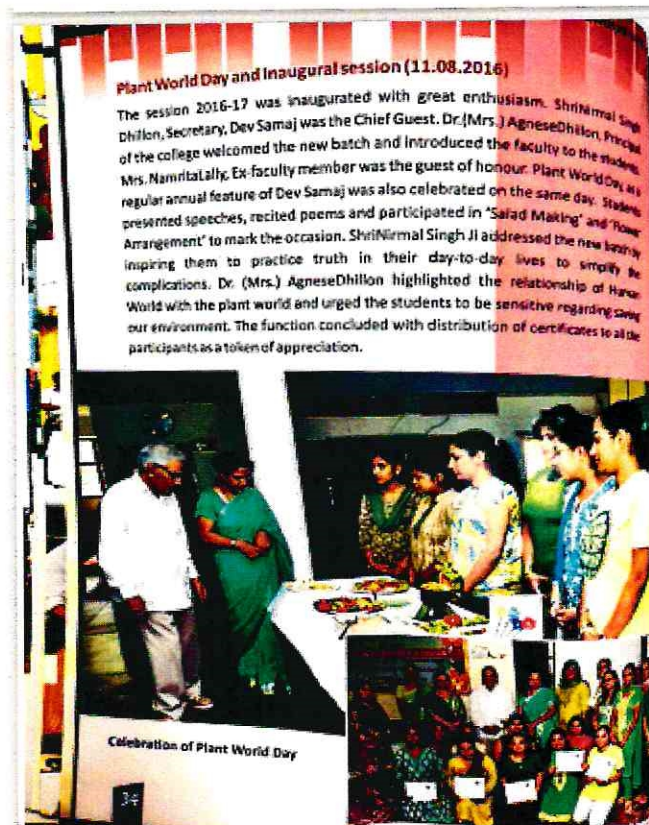 Plant World Day and Inaugural session (11.08.2016)
The session 2016-17 was inaugurated with great enthusiasm. ShriNirmal Singh
Dhillon, Secretary, Dev Samaj was the Chief Guest. Dr.(Mrs.) AgneseDhillon, Principal
of the college welcomed the new batch and introduced the faculty to the students.
Mrs. NamritaLally, Ex-faculty member was the guest of honour. Plant World Day, as a
regular annual feature of Dev Samaj was also celebrated on the same day. Students
presented speeches, recited poems and participated in 'Salad Making' and 'Flower
Arrangement' to mark the occasion. ShriNirmal Singh Ji addressed the new batch by
inspiring them to practice truth in their day-to-day lives to simplify the
complications. Dr. (Mrs.) AgneseDhillon highlighted the relationship of Human
World with the plant world and urged the students to be sensitive regarding saving
our environment. The function concluded with distribution of certificates to all the
participants as a token of appreciation.
Celebration of Plant World Day
34